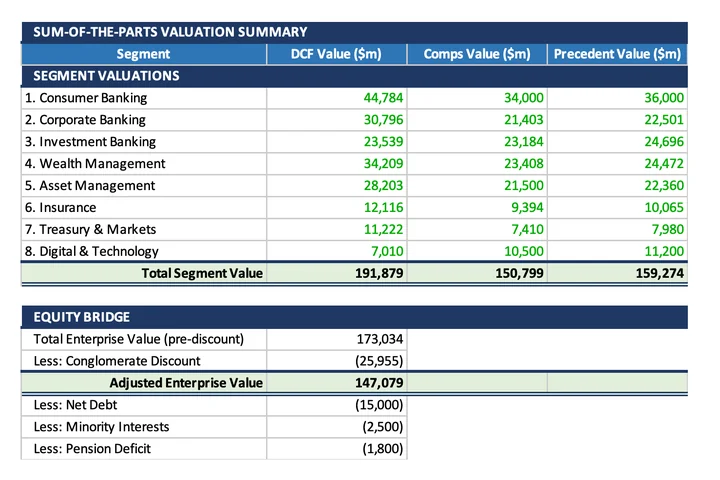 SUM-OF-THE-PARTS VALUATION SUMMARY
Segment DCF Value ($m) Comps Value ($m) Precedent Value ($m)
SEGMENT VALUATIONS
1. Consumer Banking 44,784 34,000 36,000
2. Corporate Banking 30,796 21,403 22,501
3. Investment Banking 23,539 23,184 24,696
4. Wealth Management 34,209 23,408 24,472
5. Asset Management 28,203 21,500 22,360
6. Insurance 12,116 9,394 10,065
7. Treasury & Markets 11,222 7,410 7,980
8. Digital & Technology 7,010 10,500 11,200
Total Segment Value 191,879 150,799 159,274
EQUITY BRIDGE
Total Enterprise Value (pre-discount) 173,034
Less: Conglomerate Discount (25,955)
Adjusted Enterprise Value 147,079
Less: Net Debt (15,000)
Less: Minority Interests (2,500)
Less: Pension Deficit (1,800)